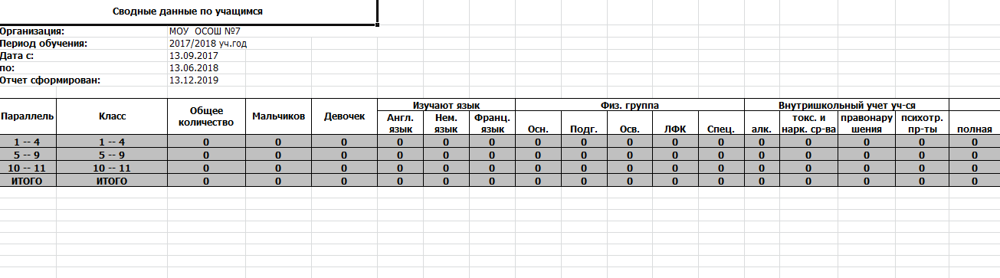 Сводные данные по учащимся
Организация: МОУ ОСОШ №7
Период обучения: 2017/2018 уч.год
Дата с: 13.09.2017
по: 13.06.2018
Отчет сформирован: 13.12.2019
Параллель Класс Общее количество Мальчиков Девочек Изучают язык Физ. группа Внутришкольный учет уч-ся
Англ. язык Нем. язык Франц. язык Осн. Подг. Осв. ЛФК Спец. алк. токс. и нарк. ср-ва правонару шения психотр. пр-ты полная
1 -- 4 1 -- 4 0 0 0 0 0 0 0 0 0 0 0 0 0 0 0 0
5 -- 9 5 -- 9 0 0 0 0 0 0 0 0 0 0 0 0 0 0 0 0
10 -- 11 10 -- 11 0 0 0 0 0 0 0 0 0 0 0 0 0 0 0 0
ИТОГО ИТОГО 0 0 0 0 0 0 0 0 0 0 0 0 0 0 0 0